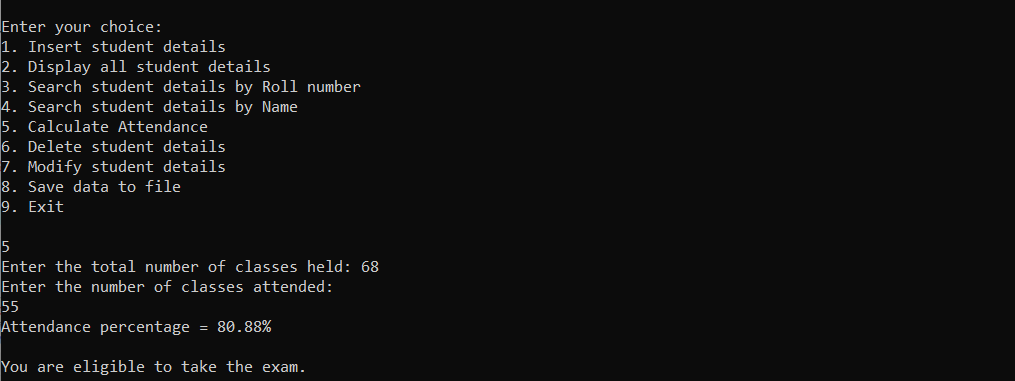 Enter your choice:
1. Insert student details
2. Display all student details
3. Search student details by Roll number
4. Search student details by Name
5. Calculate Attendance
6. Delete student details
7. Modify student details
8. Save data to file
9. Exit
5
Enter the total number of classes held: 68
Enter the number of classes attended:
55
Attendance percentage = 80.88%
You are eligible to take the exam.